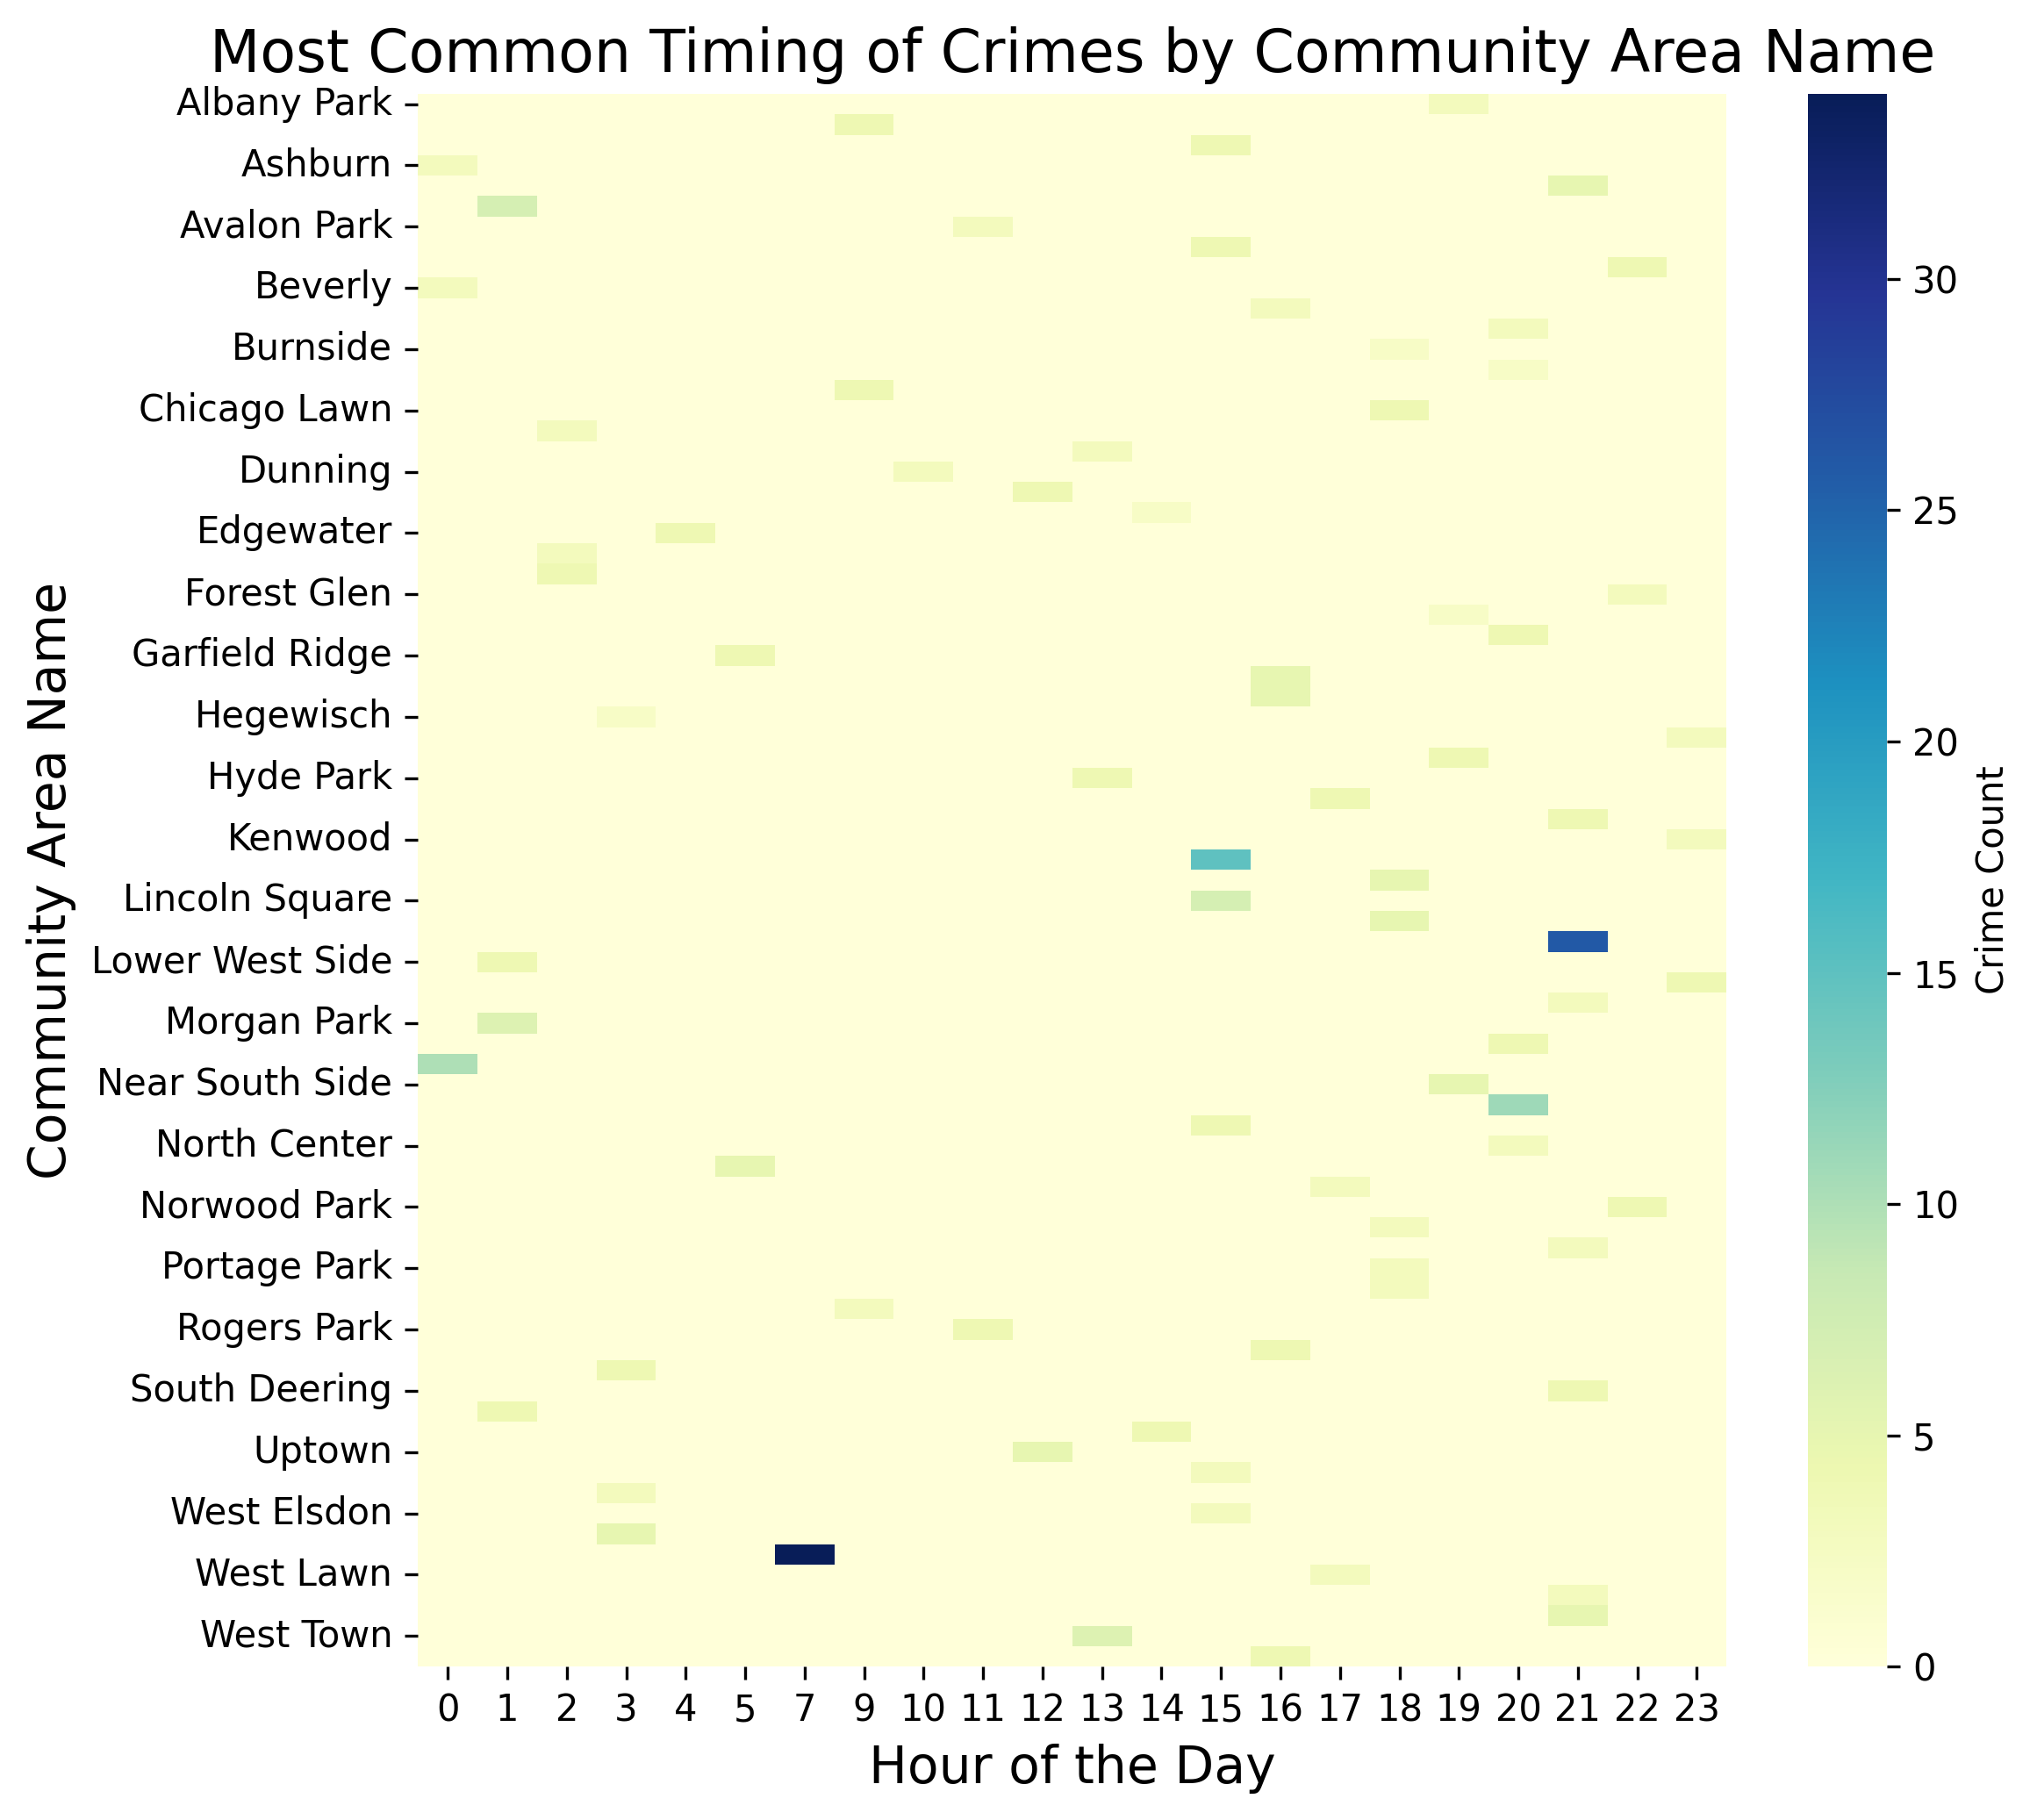 Most Common Timing of Crimes by Community Area Name
Community Area Name
Albany Park
Ashburn
Avalon Park
Beverly
Burnside
Chicago Lawn
Dunning
Edgewater
Forest Glen
Garfield Ridge
Hegewisch
Hyde Park
Kenwood
Lincoln Square
Lower West Side
Morgan Park
Near South Side
North Center
Norwood Park
Portage Park
Rogers Park
South Deering
Uptown
West Elsdon
West Lawn
West Town
0 1 2 3 4 5 7 9 10 11 12 13 14 15 16 17 18 19 20 21 22 23
Hour of the Day
30
25
20
15
10
5
0
Crime Count